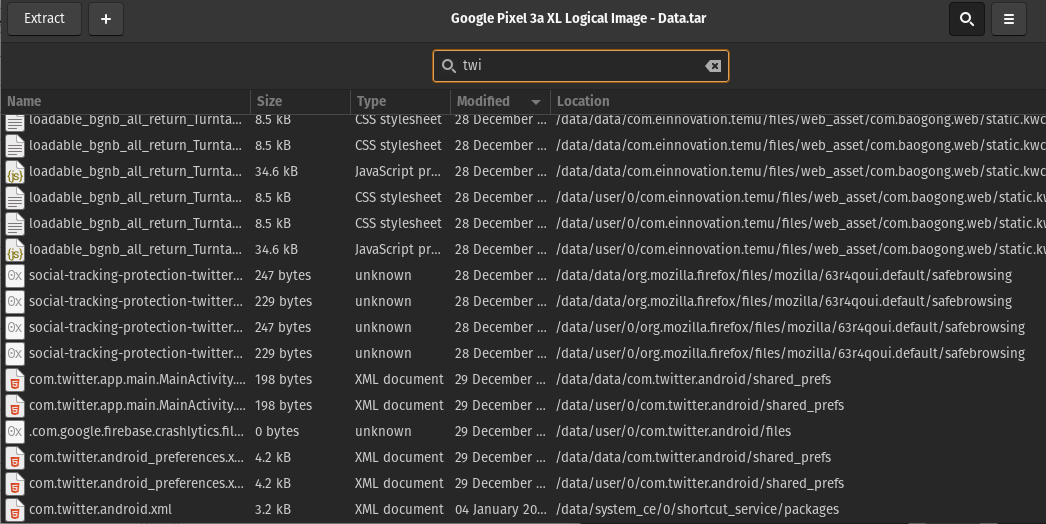 Extract + Google Pixel 3a XL Logical Image - Data.tar
twi
Name Size Type Modified Location
loadable_bgnb_all_return_Turnta... 8.5 kB CSS stylesheet 28 December ... /data/data/com.einnovation.temu/files/web_asset/com.baogong.web/static.kwc
loadable_bgnb_all_return_Turnta... 8.5 kB CSS stylesheet 28 December ... /data/data/com.einnovation.temu/files/web_asset/com.baogong.web/static.kwc
{js} loadable_bgnb_all_return_Turnta... 34.6 kB JavaScript pr... 28 December ... /data/data/com.einnovation.temu/files/web_asset/com.baogong.web/static.kwc
loadable_bgnb_all_return_Turnta... 8.5 kB CSS stylesheet 28 December ... /data/user/0/com.einnovation.temu/files/web_asset/com.baogong.web/static.kw
loadable_bgnb_all_return_Turnta... 8.5 kB CSS stylesheet 28 December ... /data/user/0/com.einnovation.temu/files/web_asset/com.baogong.web/static.kw
{js} loadable_bgnb_all_return_Turnta... 34.6 kB JavaScript pr... 28 December ... /data/user/0/com.einnovation.temu/files/web_asset/com.baogong.web/static.kw
0x social-tracking-protection-twitter... 247 bytes unknown 28 December ... /data/data/org.mozilla.firefox/files/mozilla/63r4qoui.default/safebrowsing
0x social-tracking-protection-twitter... 229 bytes unknown 28 December ... /data/data/org.mozilla.firefox/files/mozilla/63r4qoui.default/safebrowsing
0x social-tracking-protection-twitter... 247 bytes unknown 28 December ... /data/user/0/org.mozilla.firefox/files/mozilla/63r4qoui.default/safebrowsing
0x social-tracking-protection-twitter... 229 bytes unknown 28 December ... /data/user/0/org.mozilla.firefox/files/mozilla/63r4qoui.default/safebrowsing
5 com.twitter.app.main.MainActivity.... 198 bytes XML document 29 December ... /data/data/com.twitter.android/shared_prefs
5 com.twitter.app.main.MainActivity.... 198 bytes XML document 29 December ... /data/user/0/com.twitter.android/shared_prefs
0x .com.google.firebase.crashlytics.fil... 0 bytes unknown 29 December ... /data/user/0/com.twitter.android/files
5 com.twitter.android_preferences.x... 4.2 kB XML document 29 December ... /data/data/com.twitter.android/shared_prefs
5 com.twitter.android_preferences.x... 4.2 kB XML document 29 December ... /data/user/0/com.twitter.android/shared_prefs
5 com.twitter.android.xml 3.2 kB XML document 04 January 20... /data/system_ce/0/shortcut_service/packages